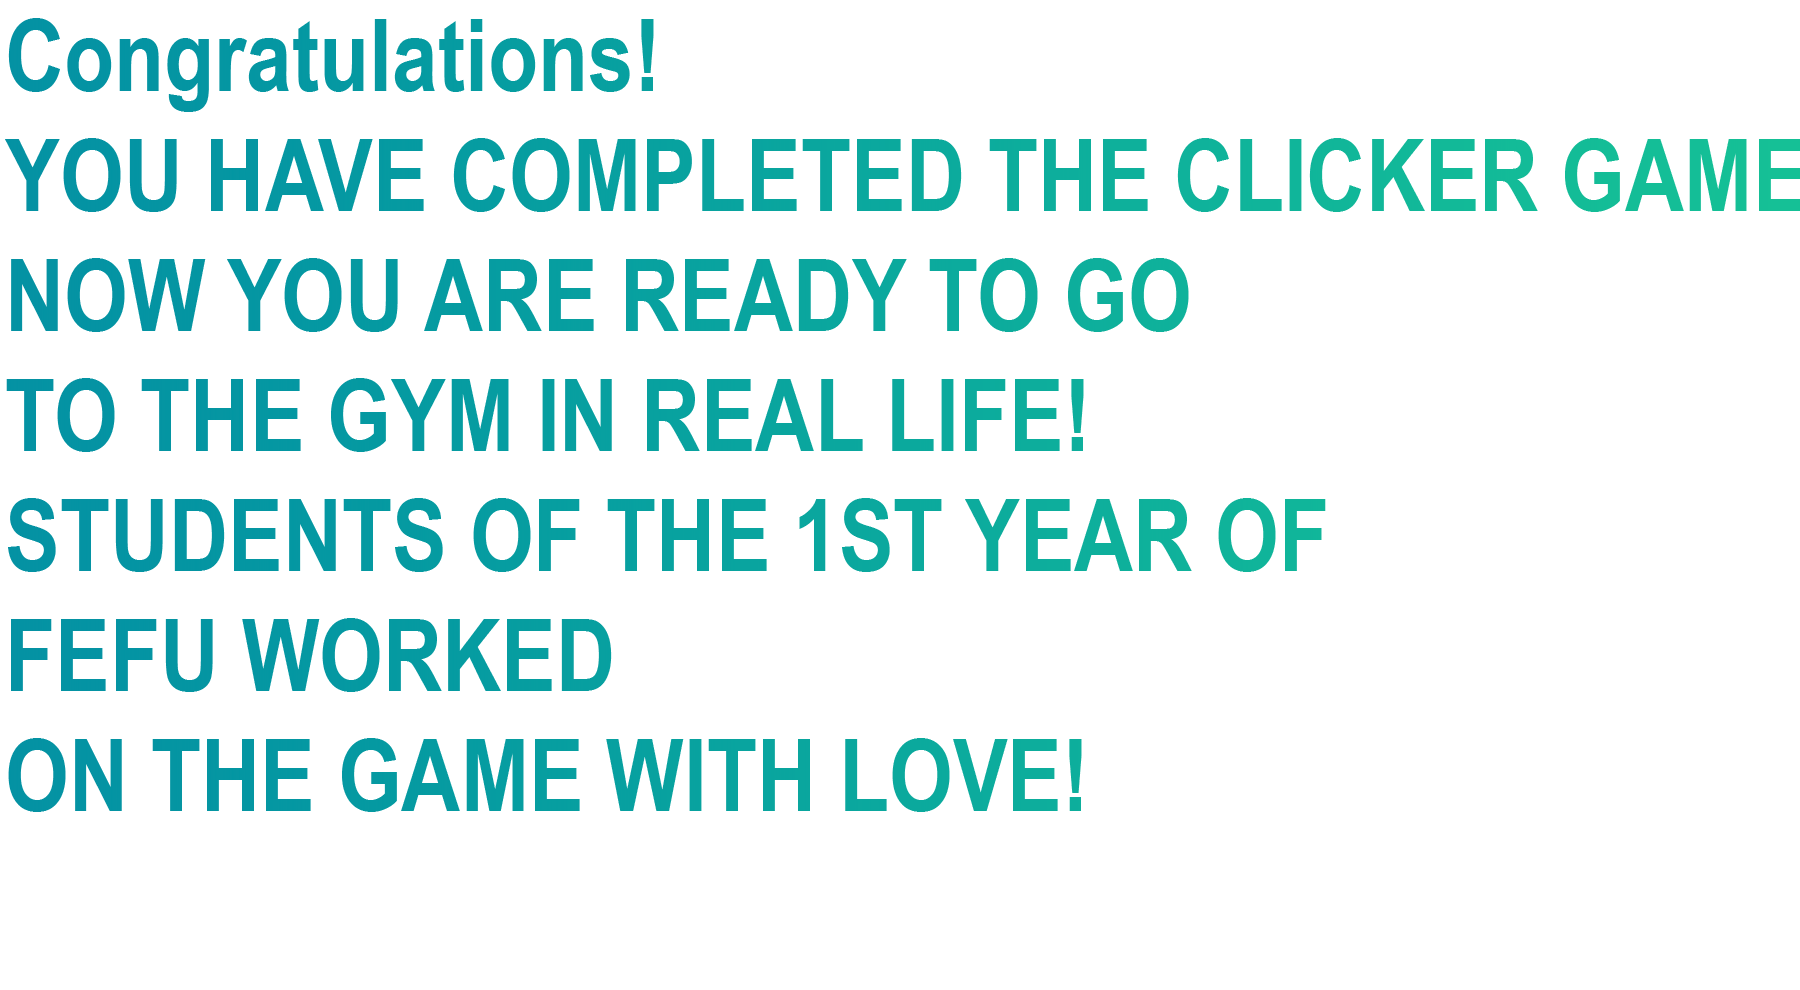 Congratulations!
YOU HAVE COMPLETED THE CLICKER GAME
NOW YOU ARE READY TO GO
TO THE GYM IN REAL LIFE!
STUDENTS OF THE 1ST YEAR OF
FEFU WORKED
ON THE GAME WITH LOVE!